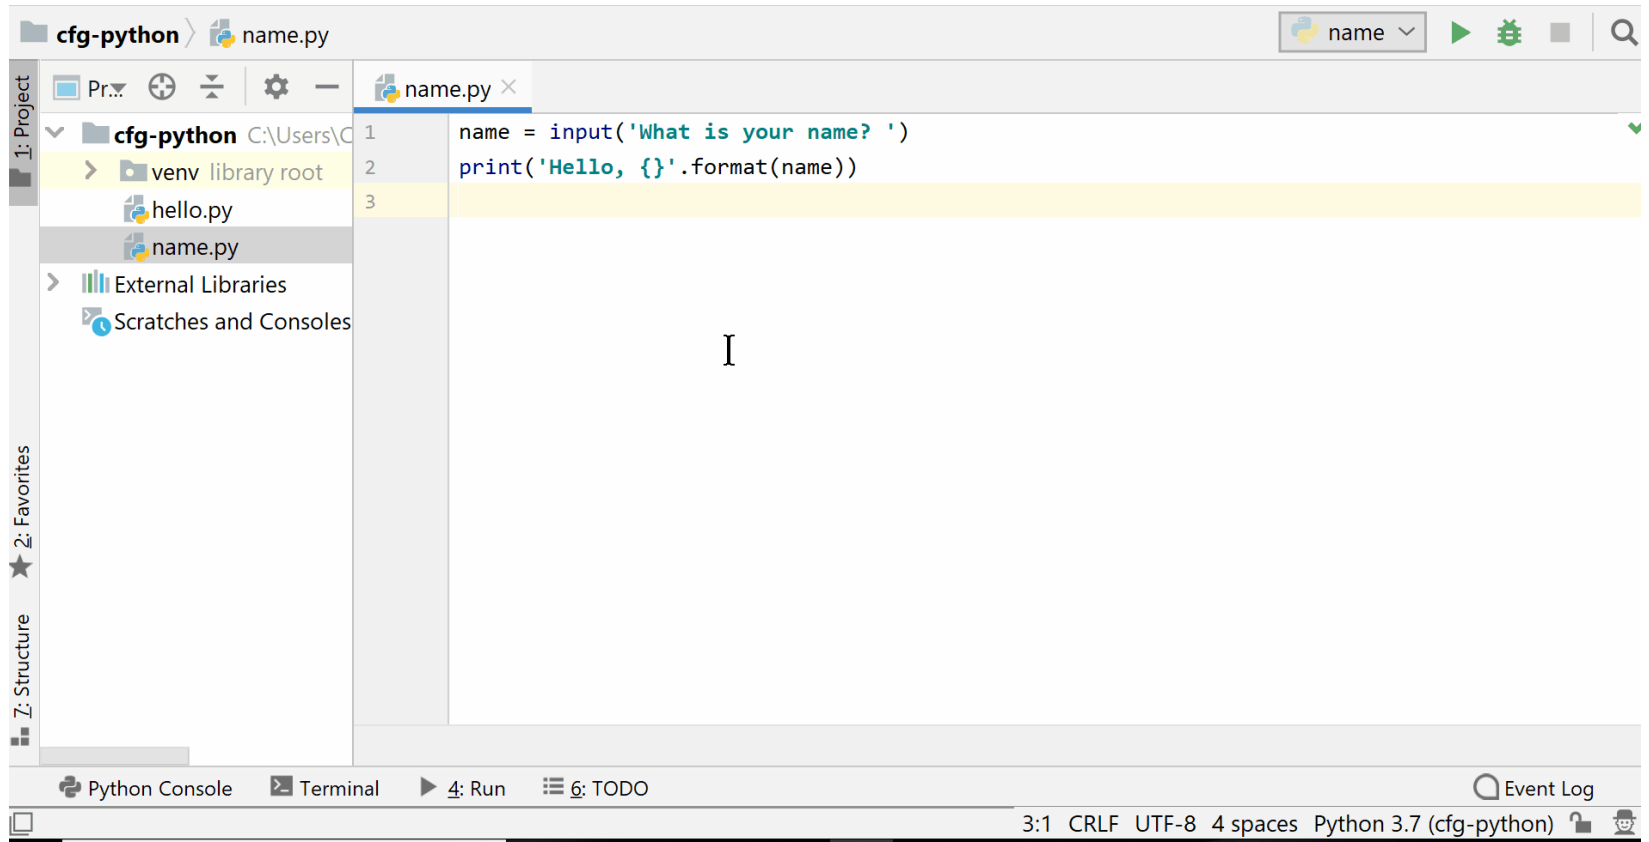 cfg-python name.py
name
1: Project
Pr...
name.py
cfg-python C:\Users\C
venv library root
hello.py
name.py
External Libraries
Scratches and Consoles
1 name = input('What is your name? ')
2 print('Hello, {}'.format(name))
3
2: Favorites
7: Structure
Python Console
Terminal
4: Run
6: TODO
Event Log
3:1 CRLF UTF-8 4 spaces Python 3.7 (cfg-python)